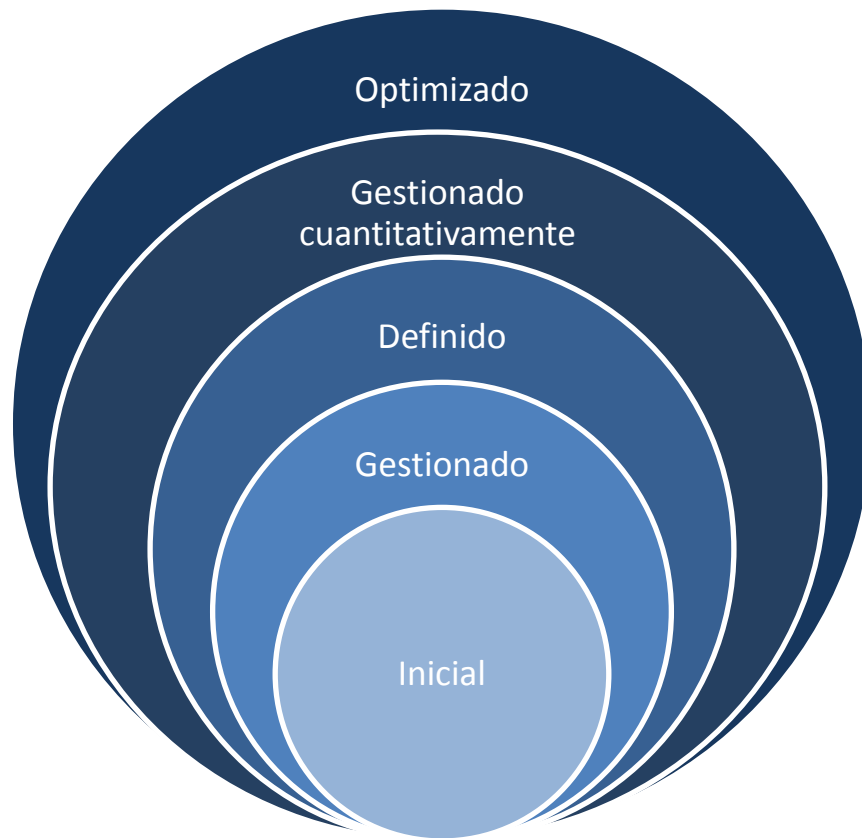 Optimizado
Gestionado
cuantitativamente
Definido
Gestionado
Inicial